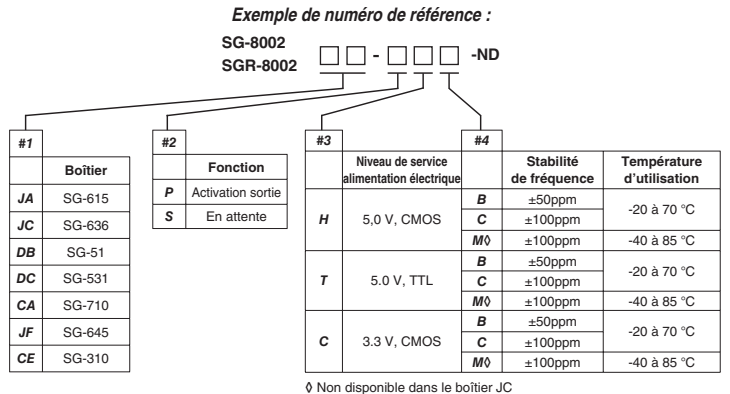 Exemple de numéro de référence :
SG-8002
SGR-8002 □□ - □□□ -ND
#1
Boîtier
JA SG-615
JC SG-636
DB SG-51
DC SG-531
CA SG-710
JF SG-645
CE SG-310
#2
Fonction
P Activation sortie
S En attente
#3 #4
Niveau de service alimentation électrique Stabilité de fréquence Température d'utilisation
H 5,0 V, CMOS B ±50ppm -20 à 70 °C
C ±100ppm
M◊ ±100ppm -40 à 85 °C
T 5.0 V, TTL B ±50ppm -20 à 70 °C
C ±100ppm
M◊ ±100ppm -40 à 85 °C
C 3.3 V, CMOS B ±50ppm -20 à 70 °C
C ±100ppm
M◊ ±100ppm -40 à 85 °C
◊ Non disponible dans le boîtier JC